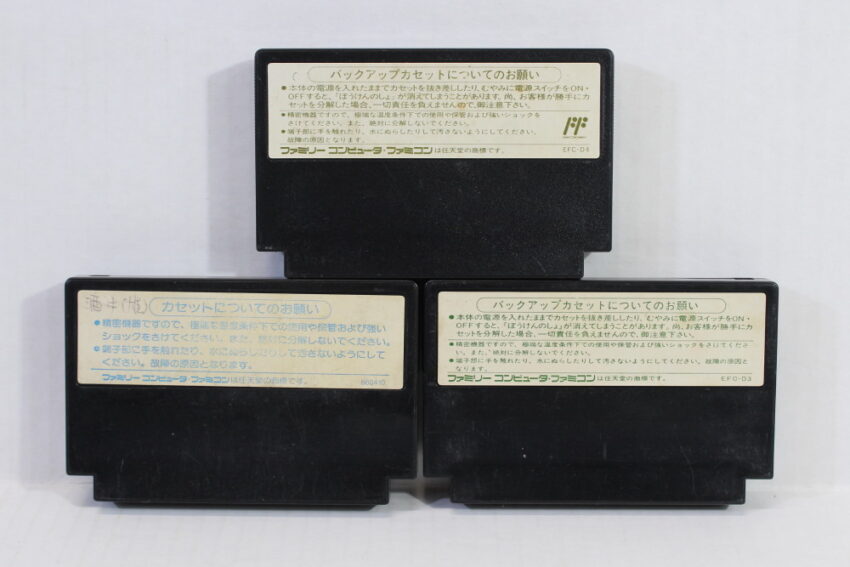 バックアップカセットについてのお願い
●本体の電源を入れたままでカセットを抜き差ししたり、むやみに電源スイッチをON・
OFFすると、「ぼうけんのしょ」が消えてしまうことがあります。尚、お客様が勝手にカ
セットを分解した場合、一切責任を負えませんので、御注意下さい。
●精密機器ですので、極端な温度条件下での使用や保管および強いショックを
さけてください。また、絶対に分解しないでください。
●端子部に手を触れたり、水にぬらしたりして汚さないようにしてください。
故障の原因となります。
ファミリーコンピュータ・ファミコンは任天堂の商標です。
EFC-D4
カセットについてのお願い
●精密機器ですので、極端な温度条件下での使用や保管および強い
ショックをさけてください。また、絶対に分解しないでください。
●端子部に手を触れたり、水にぬらしたりして汚さないようにして
ください。故障の原因となります。
ファミリーコンピュータ・ファミコンは任天堂の商標です。
860410
バックアップカセットについてのお願い
●本体の電源を入れたままでカセットを抜き差ししたり、むやみに電源スイッチをON・
OFFすると、「ぼうけんのしょ」が消えてしまうことがあります。尚、お客様が勝手にカ
セットを分解した場合、一切責任を負えませんので、御注意下さい。
●精密機器ですので、極端な温度条件下での使用や保管および強いショックをさけてくださ
い。また、絶対に分解しないでください。
●端子部に手を触れたり、水にぬらしたりして汚さないようにしてください。故障の原因と
なります。
ファミリーコンピュータ・ファミコンは任天堂の商標です。
EFC-D3